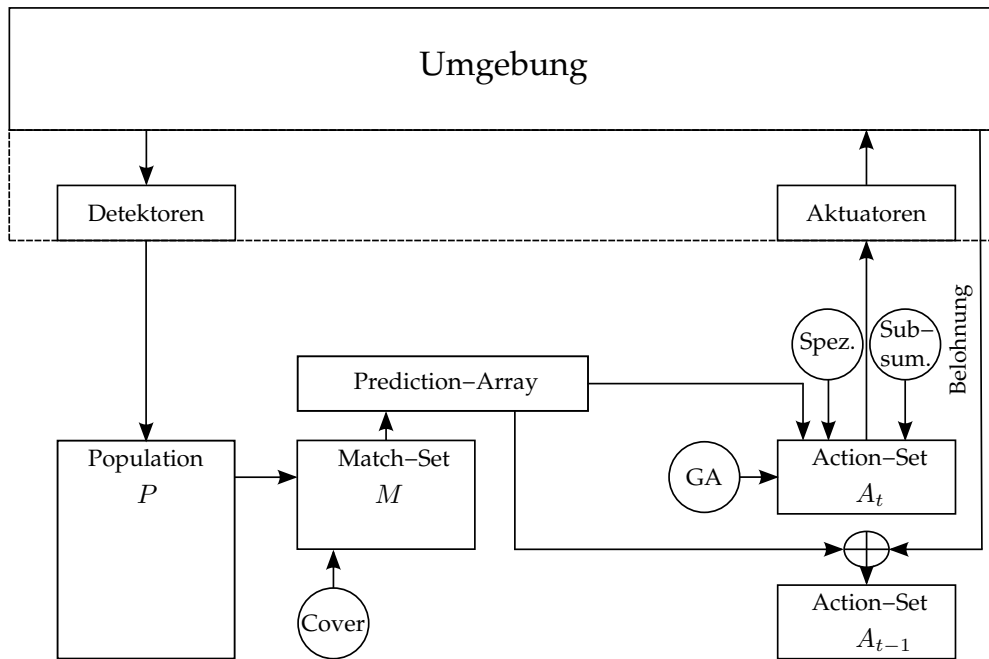 Umgebung
Detektoren
Aktuatoren
Belohnung
Spez.
Sub–
sum.
Prediction–Array
Population
P
Match–Set
M
GA
Action–Set
A_t
Cover
Action–Set
A_{t−1}